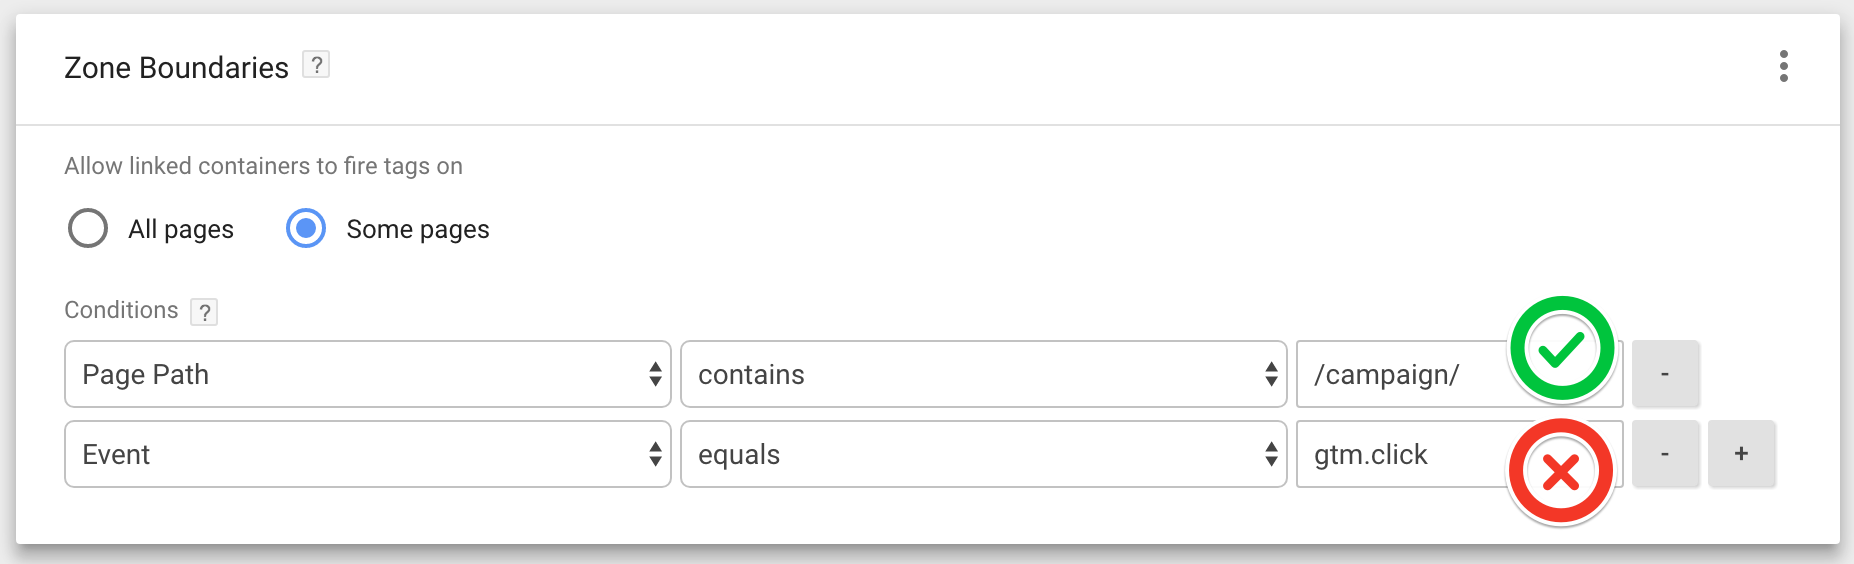 Zone Boundaries ?
Allow linked containers to fire tags on
All pages Some pages
Conditions ?
Page Path contains /campaign/ -
Event equals gtm.click - +